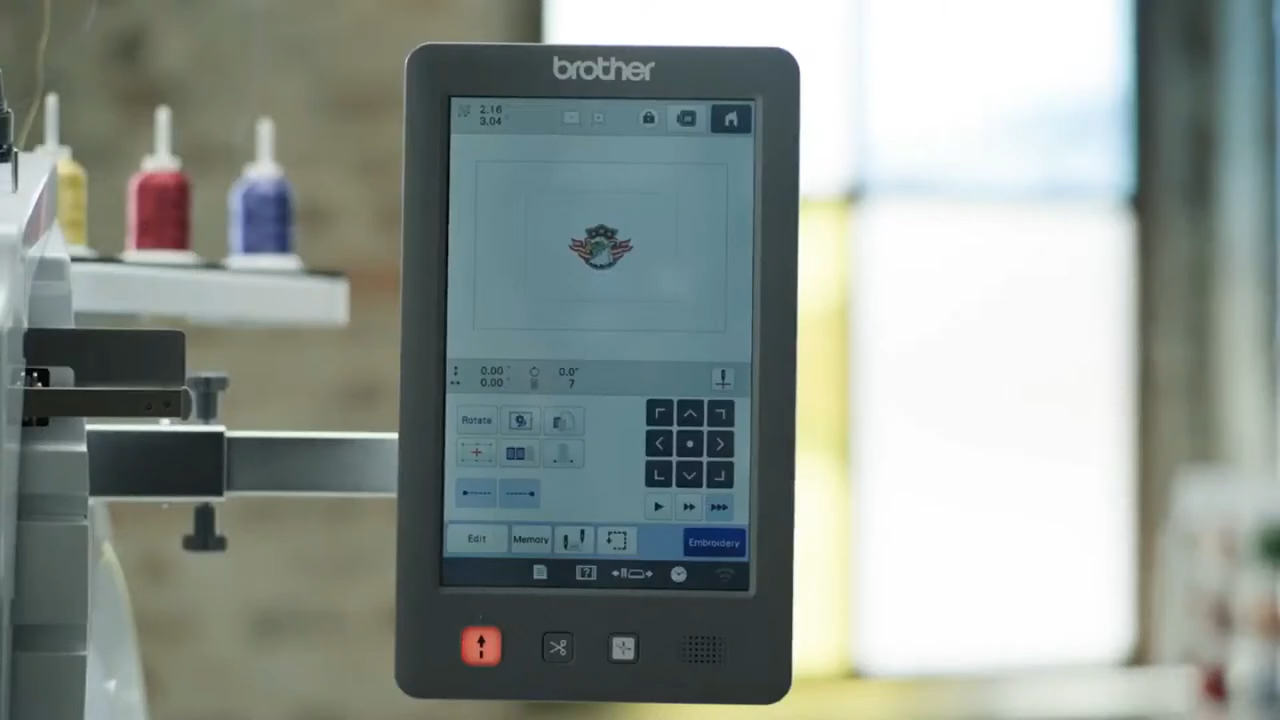 brother
2.16
3.04"
0.00" 0.0°
0.00" 7
Rotate
Edit Memory Embroidery